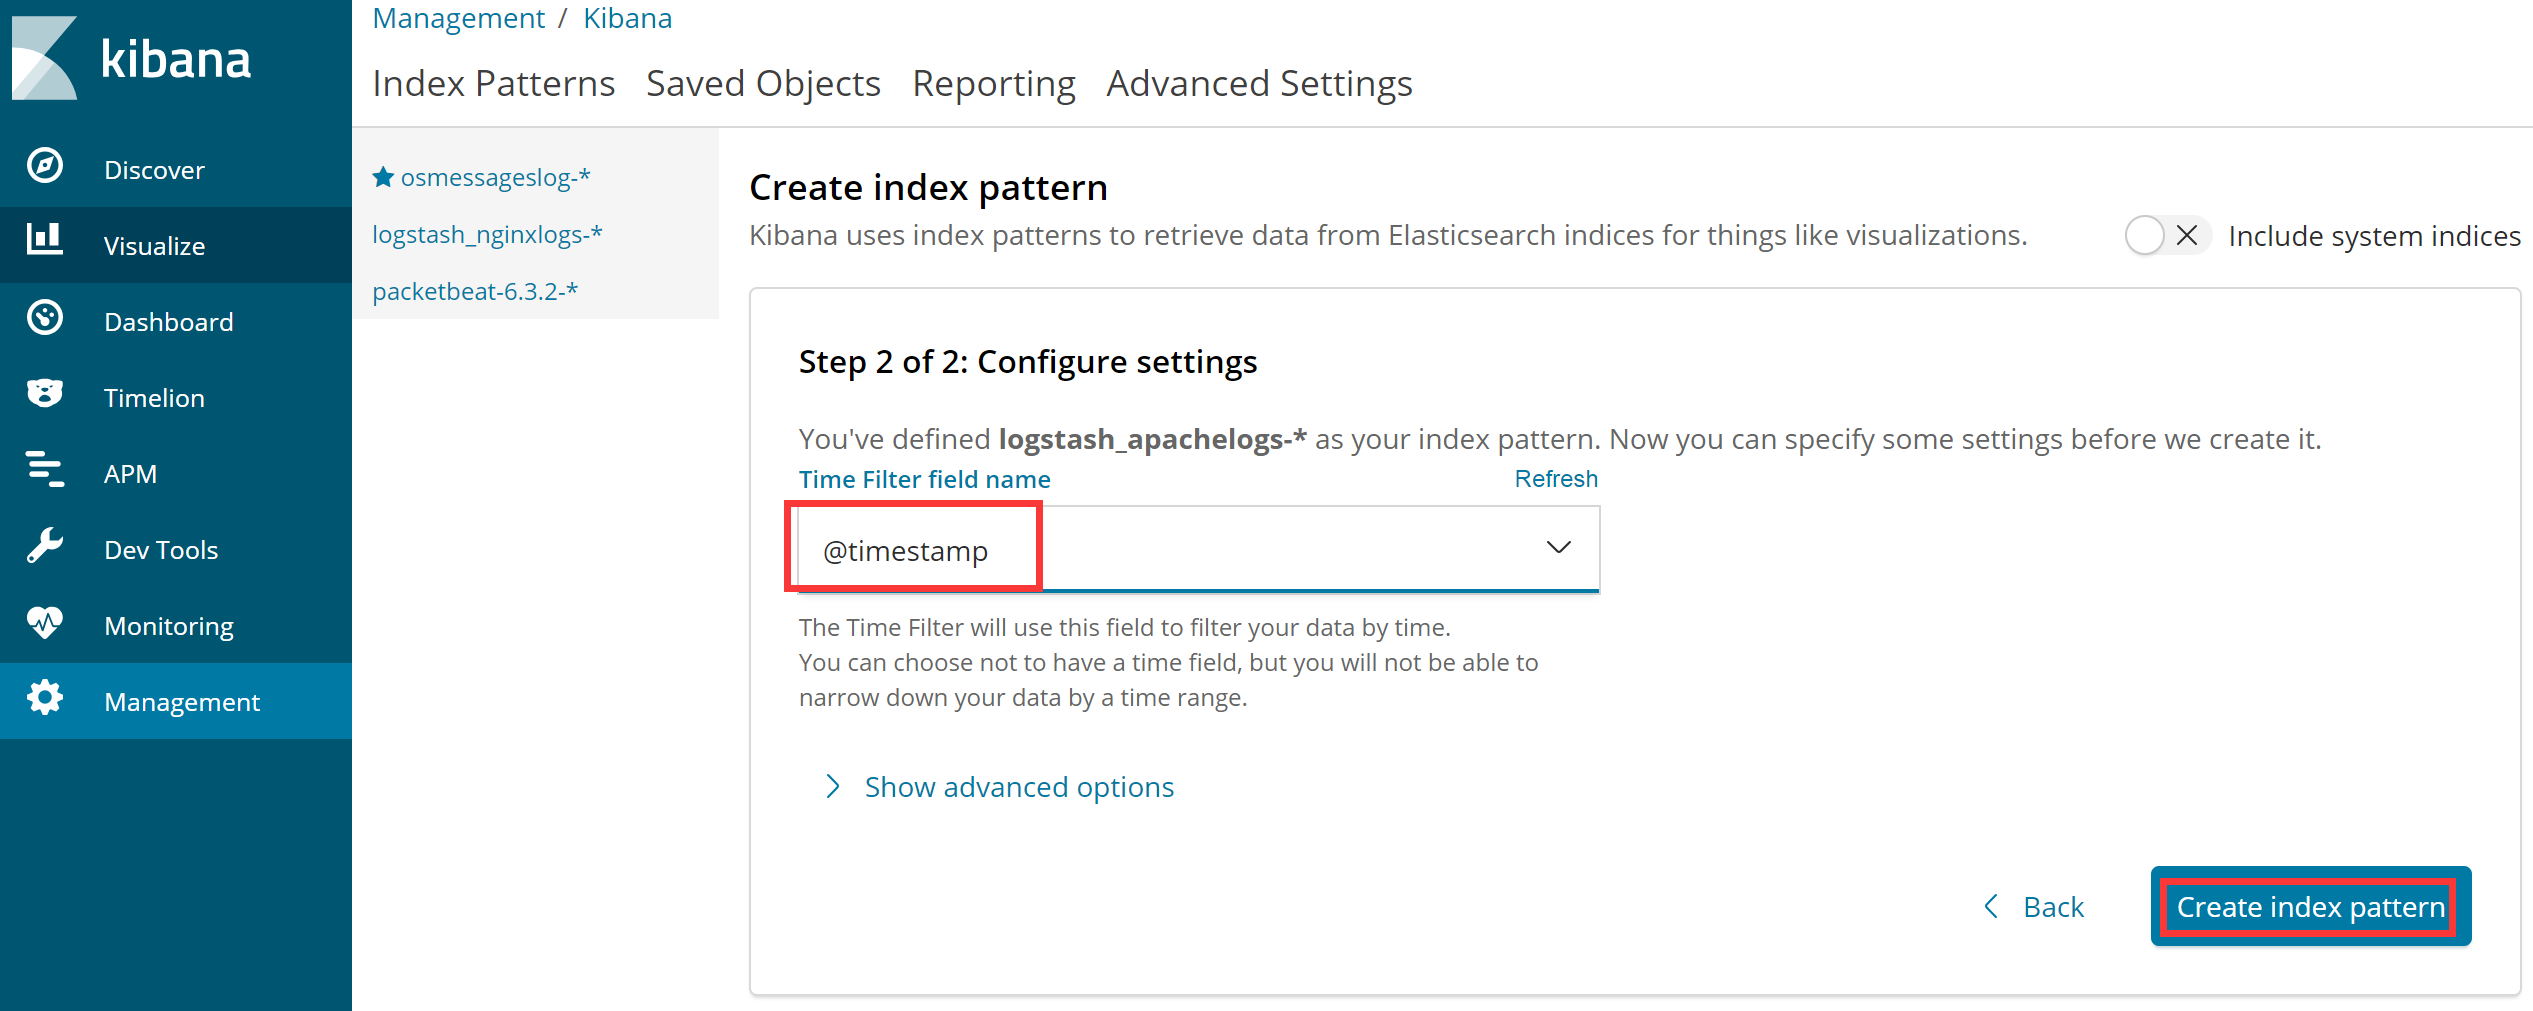 kibana
Discover
Visualize
Dashboard
Timelion
APM
Dev Tools
Monitoring
Management
Management / Kibana
Index Patterns Saved Objects Reporting Advanced Settings
osmessageslog-*
logstash_nginxlogs-*
packetbeat-6.3.2-*
Create index pattern
Kibana uses index patterns to retrieve data from Elasticsearch indices for things like visualizations.
Include system indices
Step 2 of 2: Configure settings
You've defined logstash_apachelogs-* as your index pattern. Now you can specify some settings before we create it.
Time Filter field name Refresh
@timestamp
The Time Filter will use this field to filter your data by time.
You can choose not to have a time field, but you will not be able to
narrow down your data by a time range.
Show advanced options
Back
Create index pattern